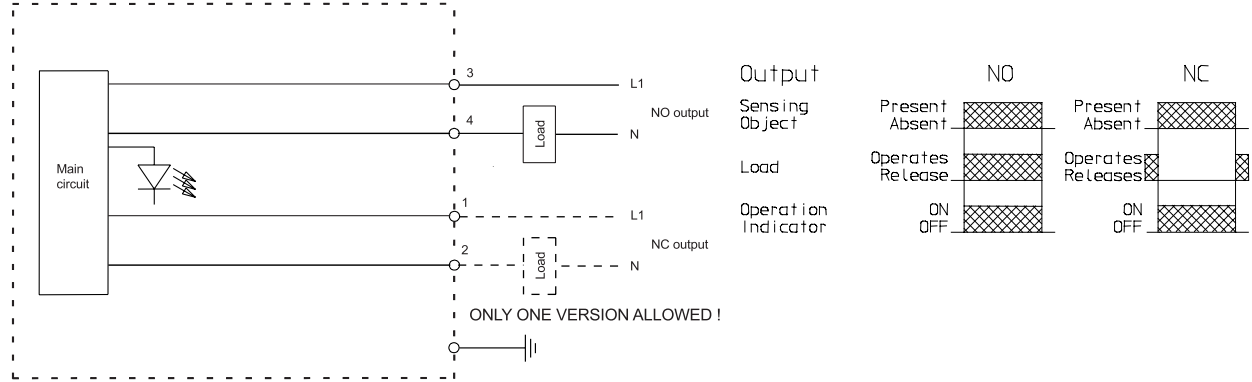 Main
circuit
3
L1
NO output
4
Load
N
1
L1
NC output
2
Load
N
ONLY ONE VERSION ALLOWED !
Output NO NC
Sensing
Object
Present
Absent
Present
Absent
Load
Operates
Release
Operates
Releases
Operation
Indicator
ON
OFF
ON
OFF